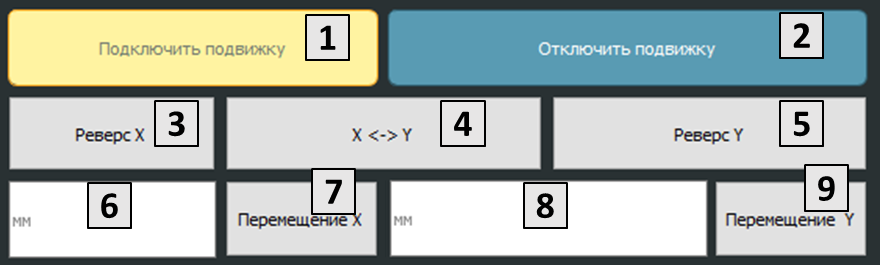 Подключить подвижку 1
Отключить подвижку 2
Реверс X 3
X <-> Y 4
Реверс Y 5
мм 6
Перемещение X 7
мм 8
Перемещение Y 9